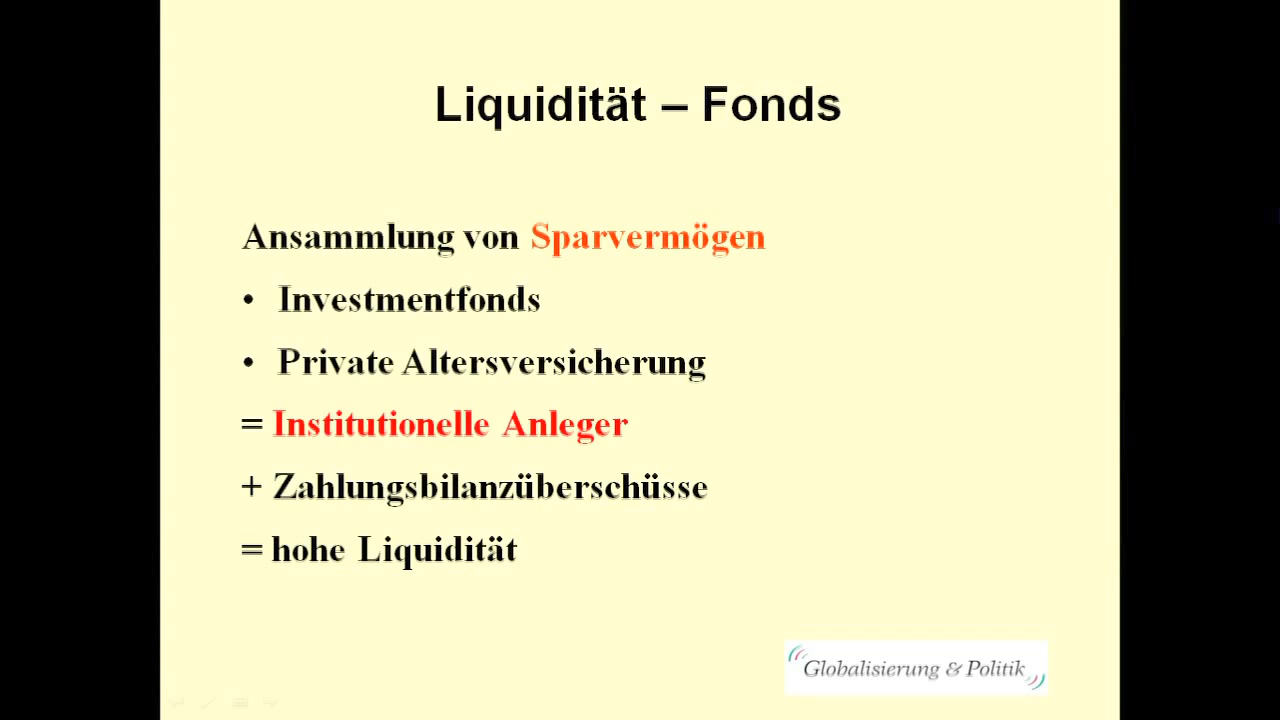 Liquidität – Fonds
Ansammlung von Sparvermögen
• Investmentfonds
• Private Altersversicherung
= Institutionelle Anleger
+ Zahlungsbilanzüberschüsse
= hohe Liquidität
Globalisierung & Politik